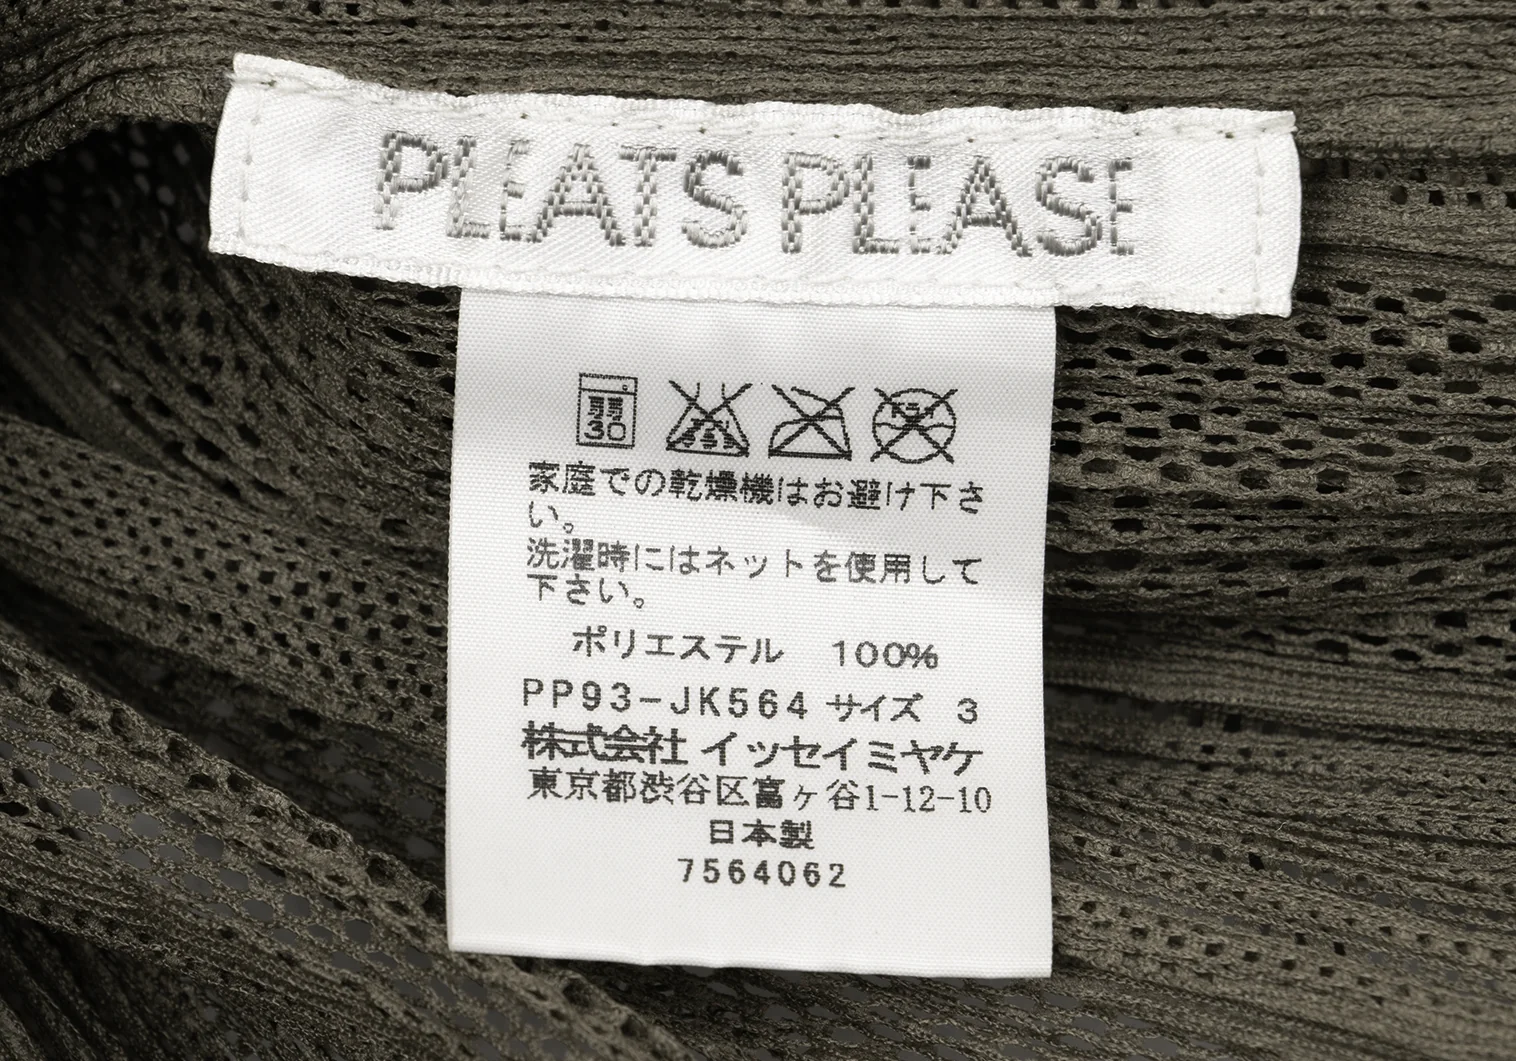 PLEATS PLEASE
弱
30
家庭での乾燥機はお避け下さ
い。
洗濯時にはネットを使用して
下さい。
ポリエステル 100%
PP93-JK564 サイズ 3
株式会社 イッセイミヤケ
東京都渋谷区富ヶ谷1-12-10
日本製
7564062